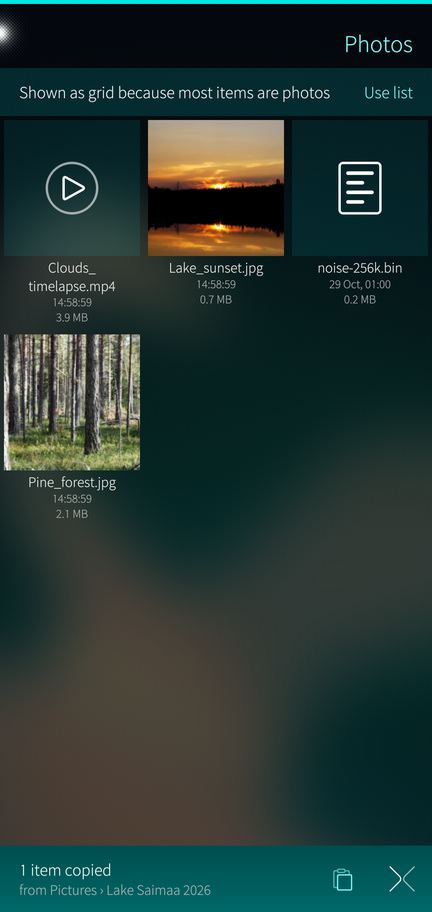 Photos
Shown as grid because most items are photos
Use list
Clouds_
timelapse.mp4
14:58:59
3.9 MB
Lake_sunset.jpg
14:58:59
0.7 MB
noise-256k.bin
29 Oct, 01:00
0.2 MB
Pine_forest.jpg
14:58:59
2.1 MB
1 item copied
from Pictures › Lake Saimaa 2026